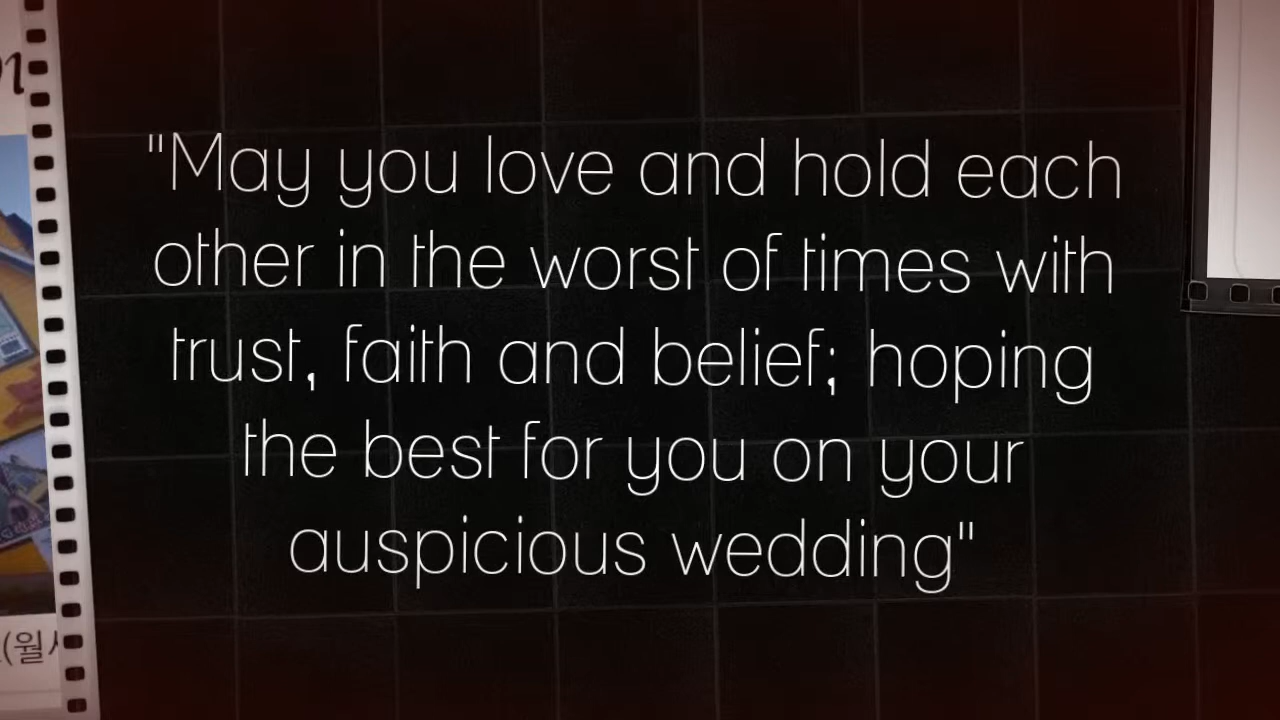 "May you love and hold each
other in the worst of times with
trust, faith and belief; hoping
the best for you on your
auspicious wedding"
(월